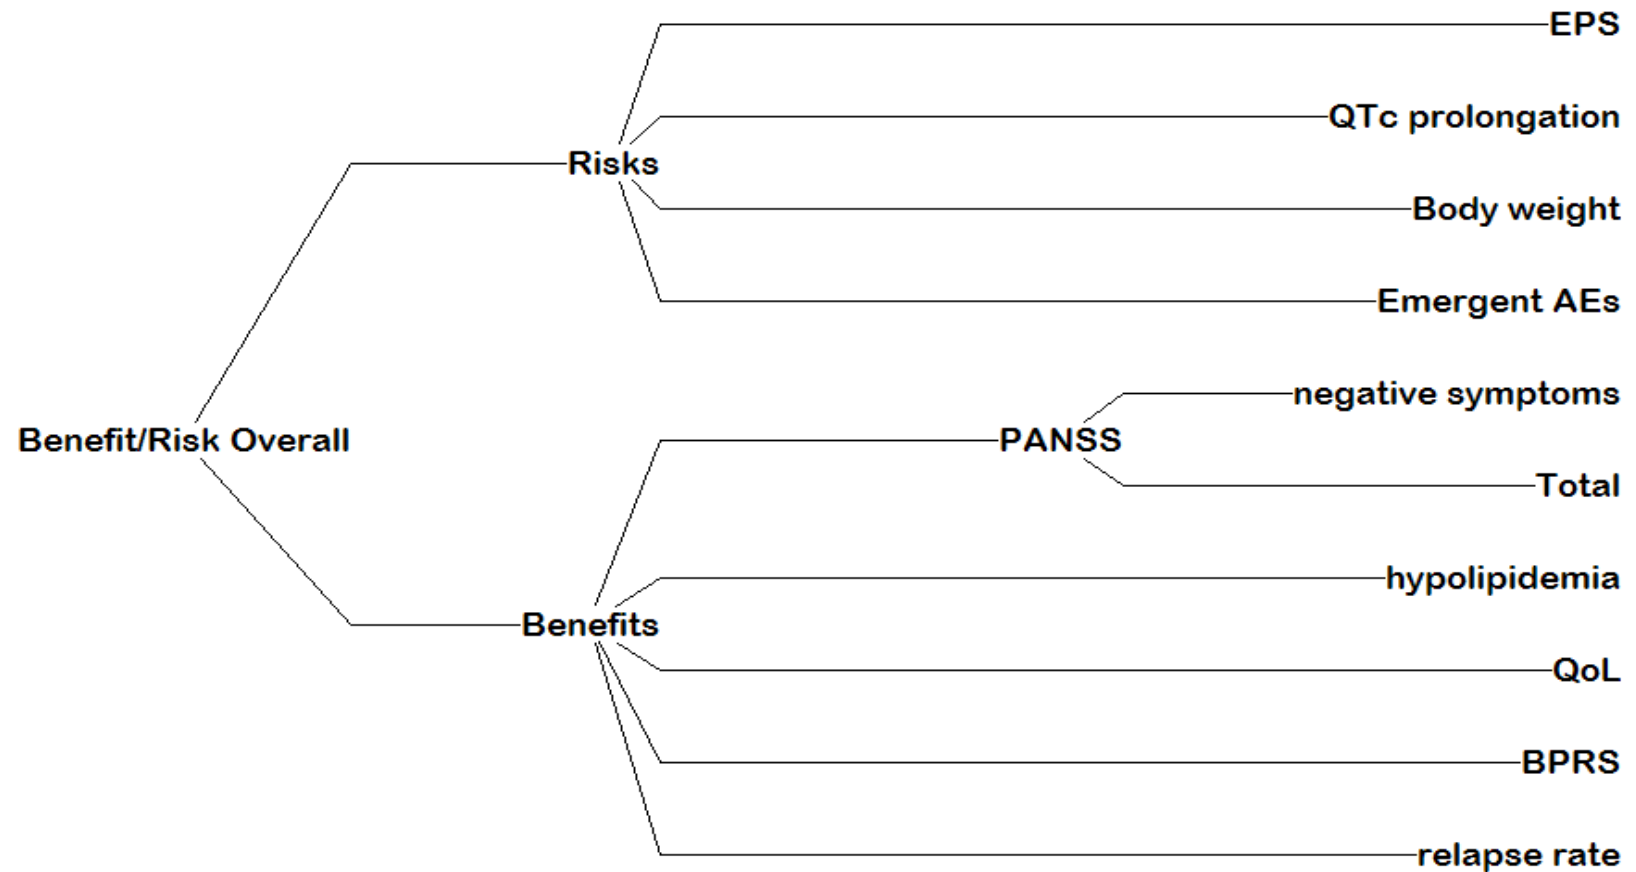 EPS
QTc prolongation
Risks
Body weight
Emergent AEs
negative symptoms
Benefit/Risk Overall
PANSS
Total
hypolipidemia
Benefits
QoL
BPRS
relapse rate